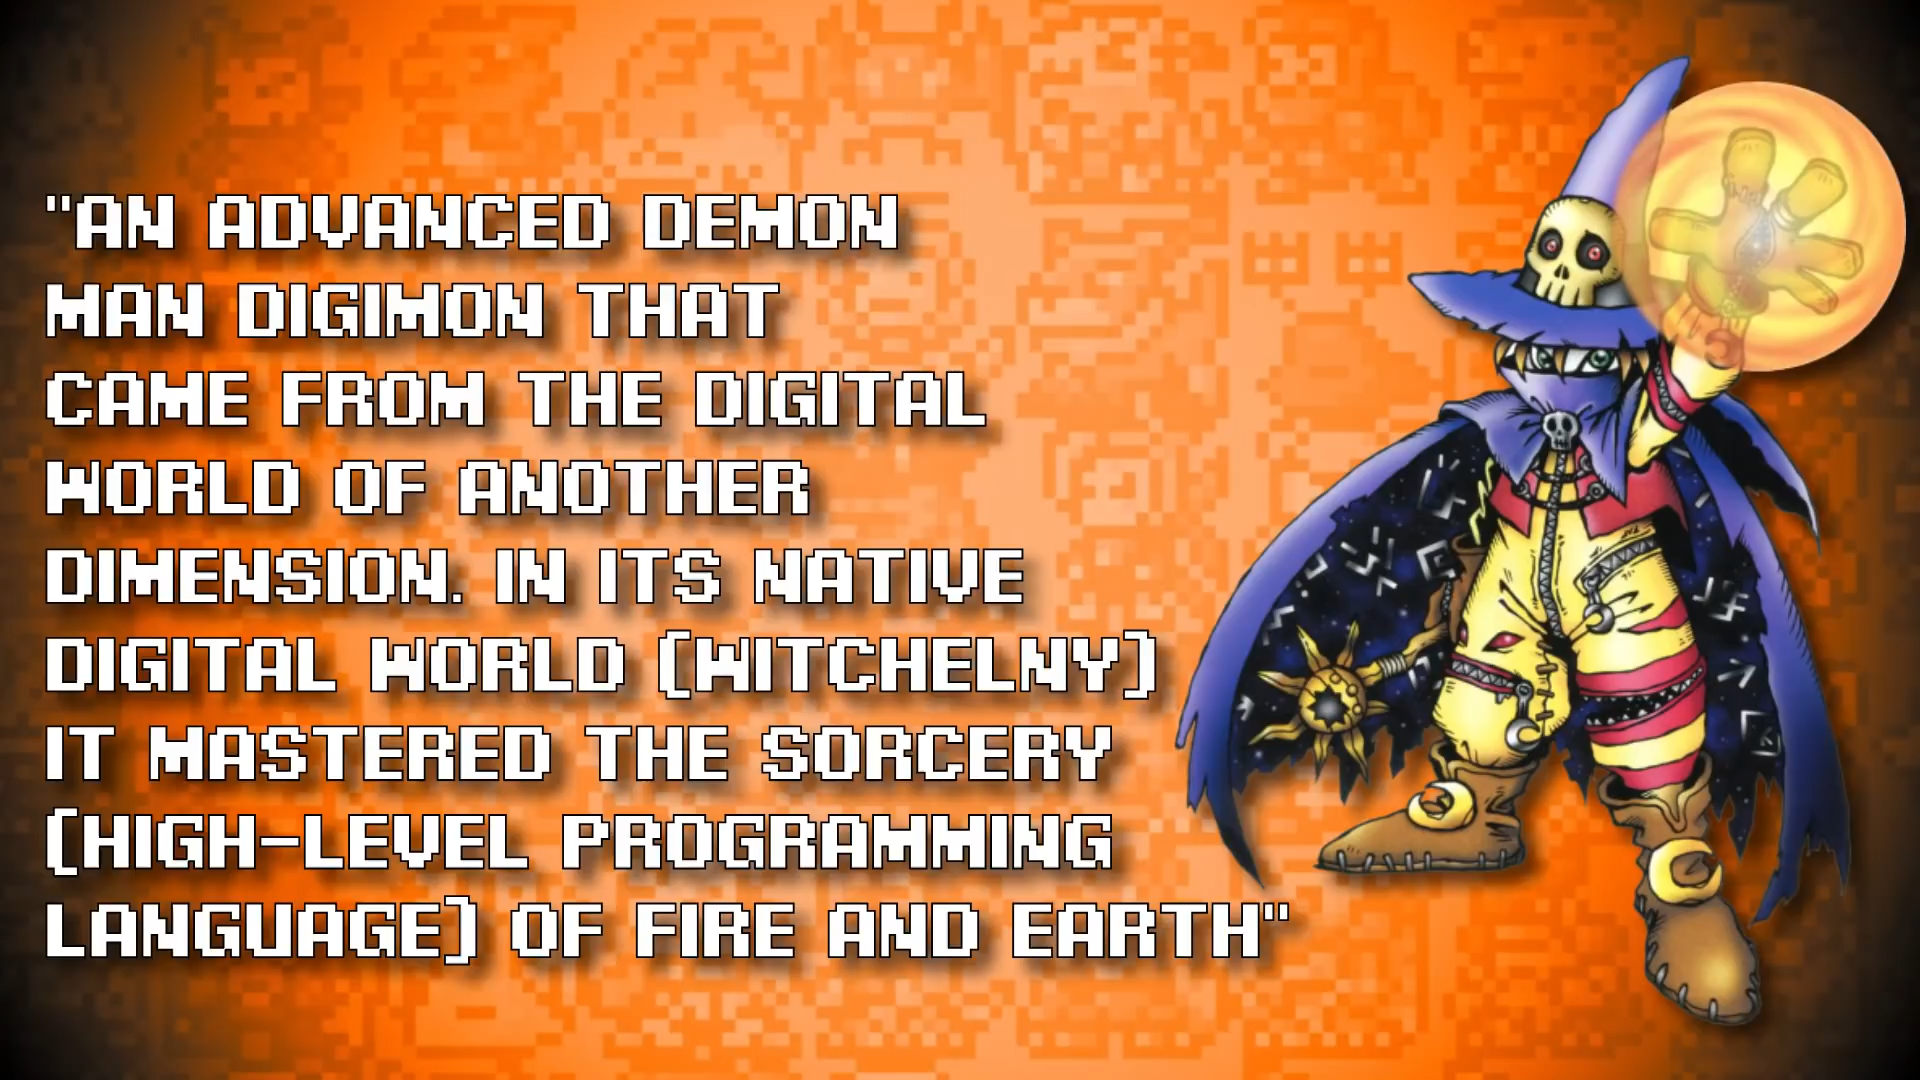 "AN ADVANCED DEMON
MAN DIGIMON THAT
CAME FROM THE DIGITAL
WORLD OF ANOTHER
DIMENSION. IN ITS NATIVE
DIGITAL WORLD (WITCHELNY)
IT MASTERED THE SORCERY
(HIGH-LEVEL PROGRAMMING
LANGUAGE) OF FIRE AND EARTH"